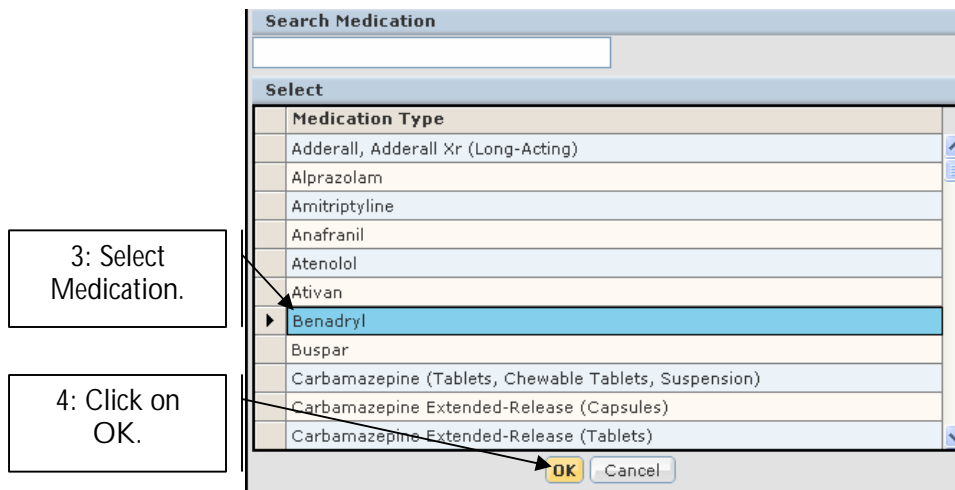 Search Medication
Select
Medication Type
Adderall, Adderall Xr (Long-Acting)
Alprazolam
Amitriptyline
Anafranil
Atenolol
Ativan
Benadryl
Buspar
Carbamazepine (Tablets, Chewable Tablets, Suspension)
Carbamazepine Extended-Release (Capsules)
Carbamazepine Extended-Release (Tablets)
OK Cancel
3: Select
Medication.
4: Click on
OK.